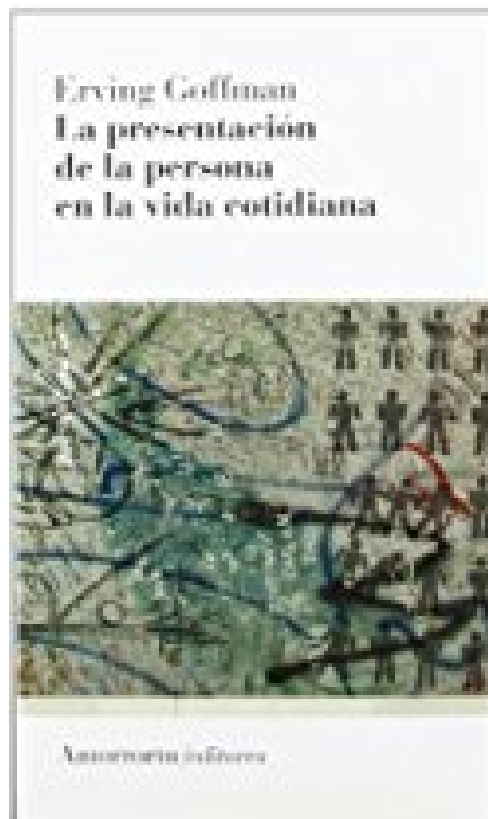 Erving Goffman
La presentación
de la persona
en la vida cotidiana
Amorrortu editores